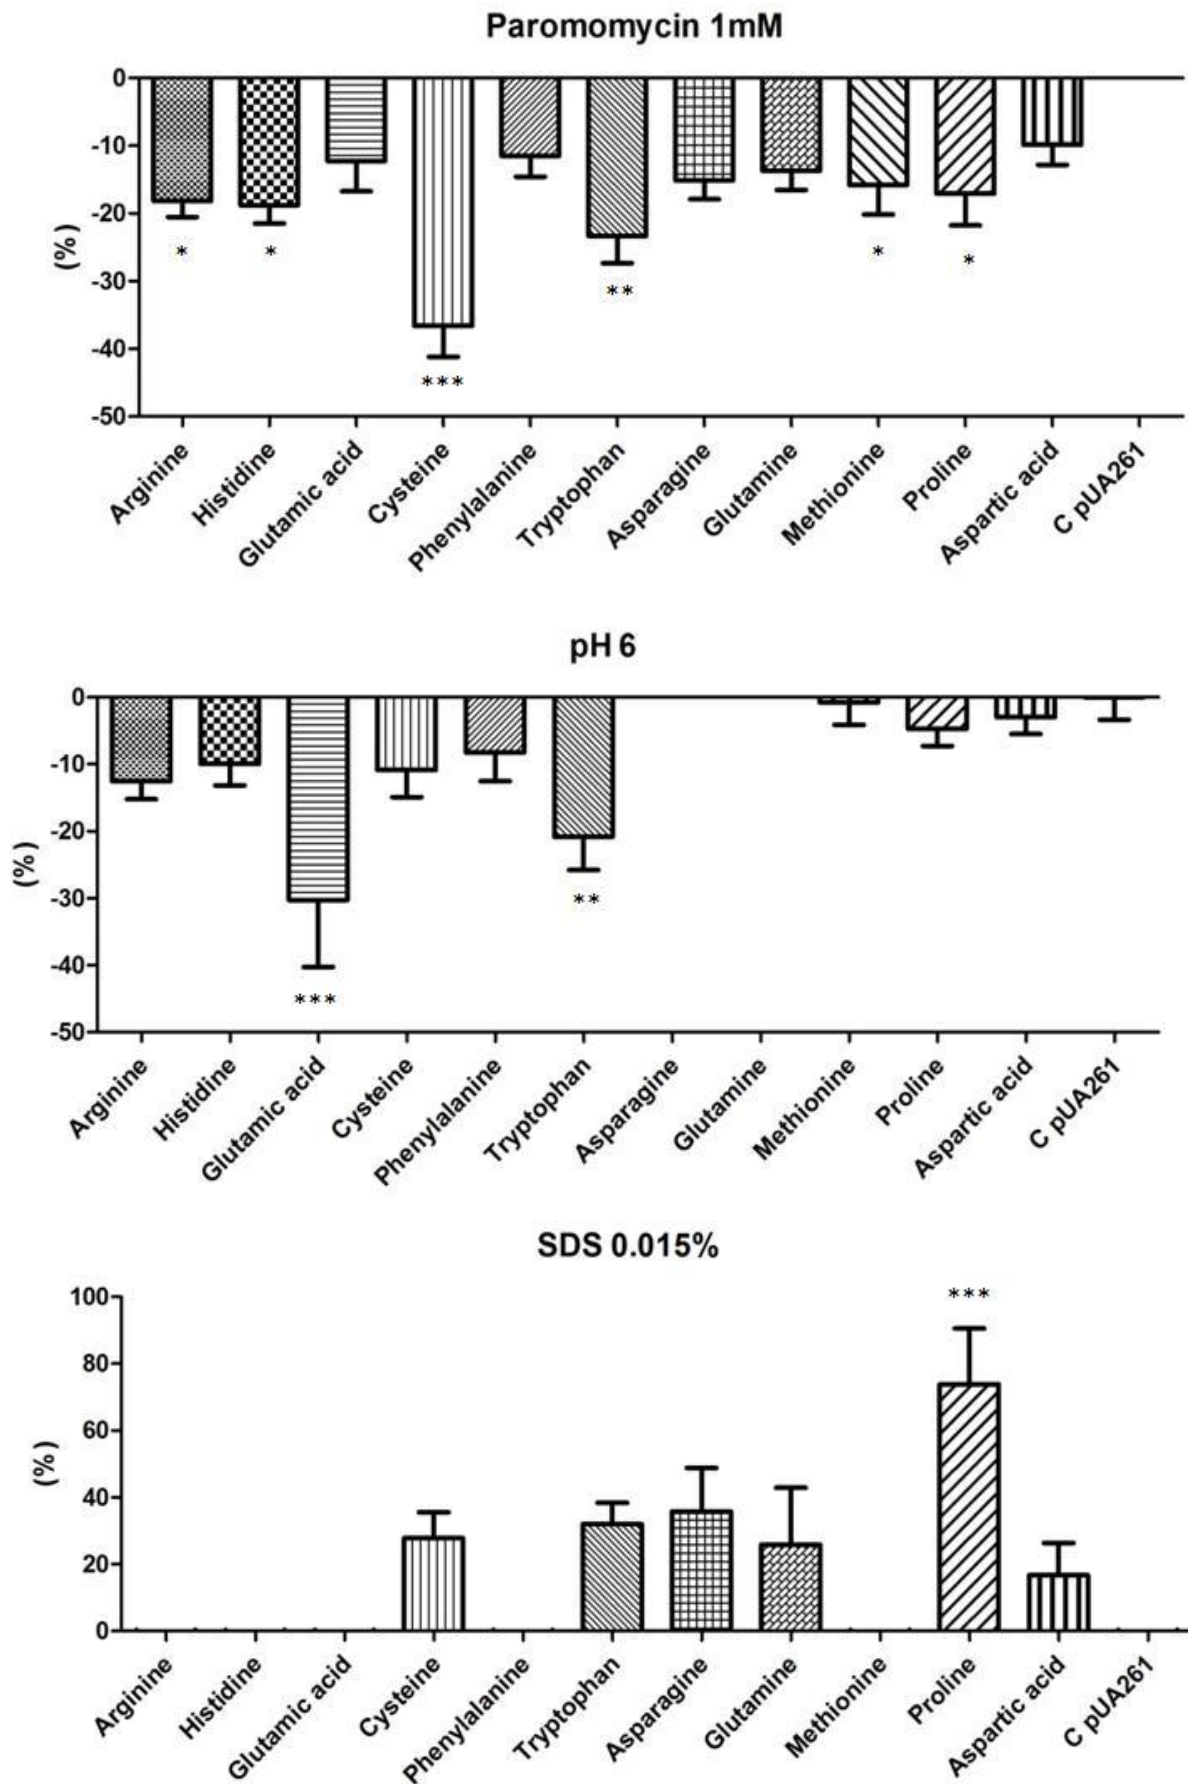 Paromomycin 1mM
0
-10
-20
-30
-40
-50
(%)
*
*
***
**
*
*
Arginine
Histidine
Glutamic acid
Cysteine
Phenylalanine
Tryptophan
Asparagine
Glutamine
Methionine
Proline
Aspartic acid
C pUA261
pH 6
0
-10
-20
-30
-40
-50
(%)
***
**
Arginine
Histidine
Glutamic acid
Cysteine
Phenylalanine
Tryptophan
Asparagine
Glutamine
Methionine
Proline
Aspartic acid
C pUA261
SDS 0.015%
100
80
60
40
20
0
(%)
***
Arginine
Histidine
Glutamic acid
Cysteine
Phenylalanine
Tryptophan
Asparagine
Glutamine
Methionine
Proline
Aspartic acid
C pUA261